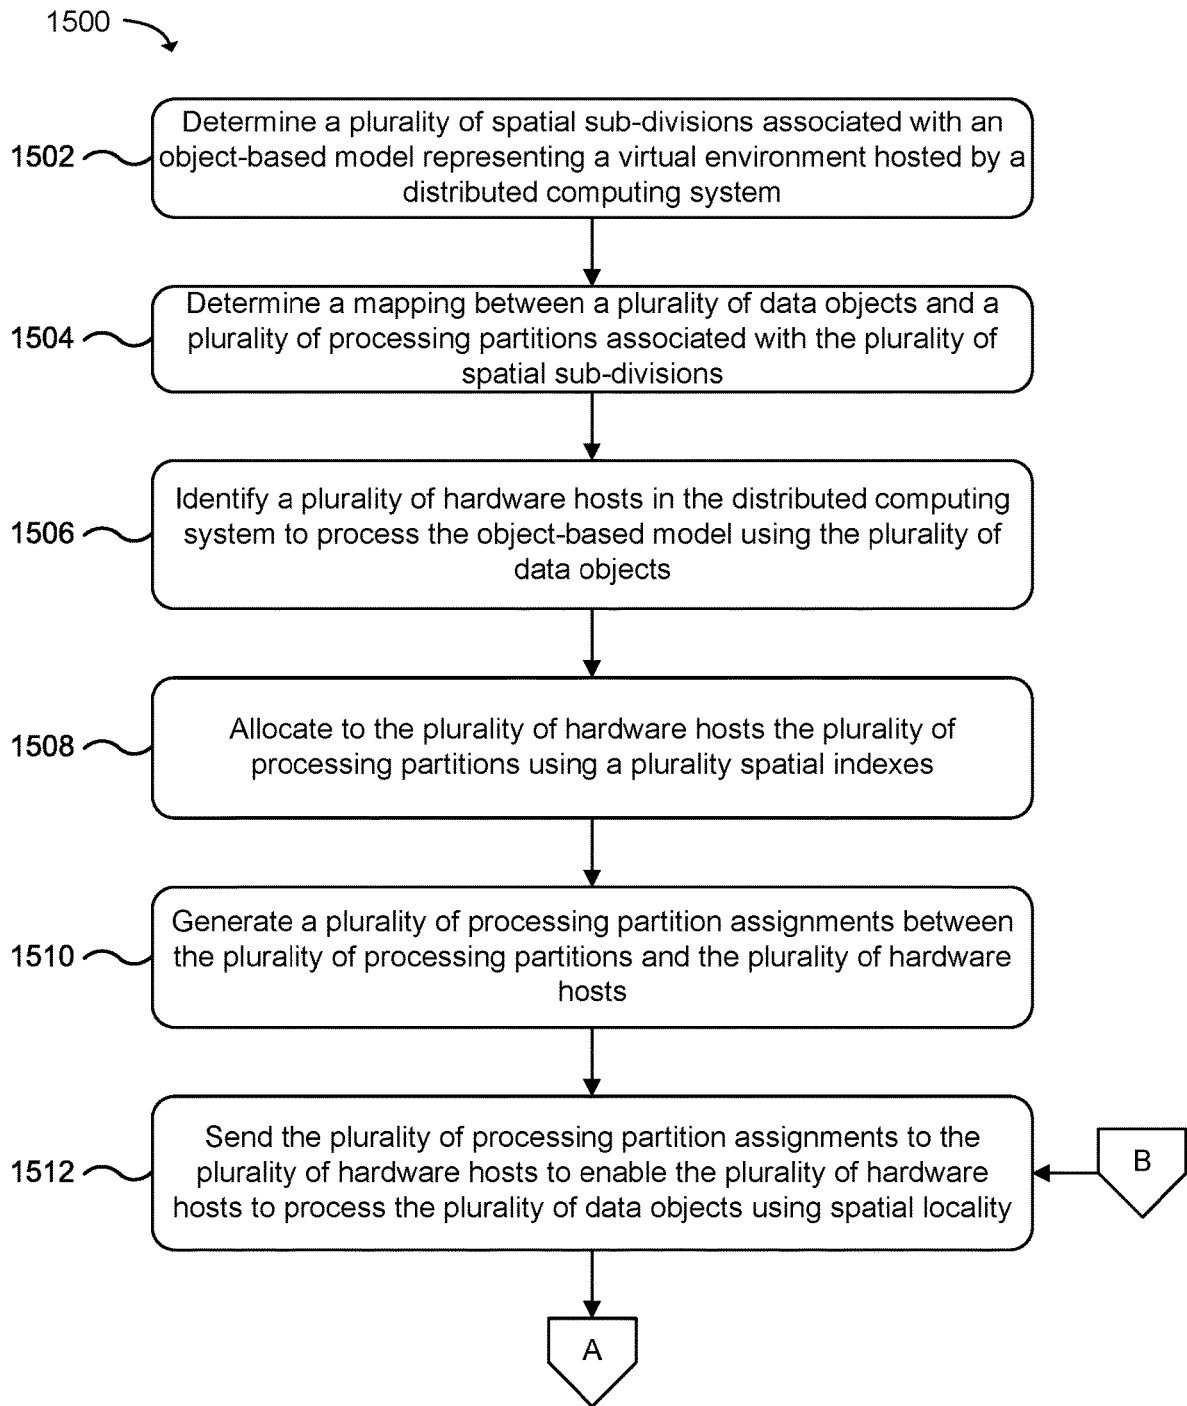 1500
1502
Determine a plurality of spatial sub-divisions associated with an
object-based model representing a virtual environment hosted by a
distributed computing system
1504
Determine a mapping between a plurality of data objects and a
plurality of processing partitions associated with the plurality of
spatial sub-divisions
1506
Identify a plurality of hardware hosts in the distributed computing
system to process the object-based model using the plurality of
data objects
1508
Allocate to the plurality of hardware hosts the plurality of
processing partitions using a plurality spatial indexes
1510
Generate a plurality of processing partition assignments between
the plurality of processing partitions and the plurality of hardware
hosts
1512
Send the plurality of processing partition assignments to the
plurality of hardware hosts to enable the plurality of hardware
hosts to process the plurality of data objects using spatial locality
B
A